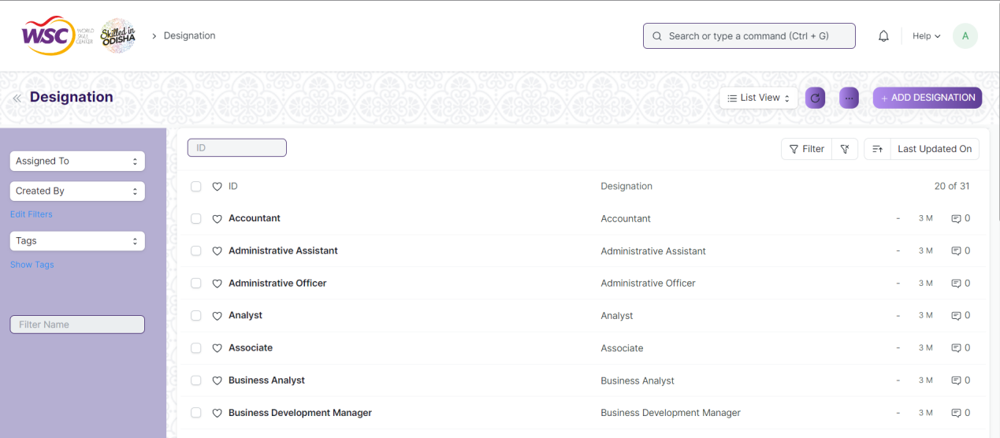 WSC WORLD SKILL CENTER Skilled in ODISHA Designation Search or type a command (Ctrl + G) Help A
Designation List View ... + ADD DESIGNATION
ID Filter Last Updated On
Assigned To
Created By
Edit Filters
Tags
Show Tags
Filter Name
ID Designation 20 of 31
Accountant Accountant - 3 M 0
Administrative Assistant Administrative Assistant - 3 M 0
Administrative Officer Administrative Officer - 3 M 0
Analyst Analyst - 3 M 0
Associate Associate - 3 M 0
Business Analyst Business Analyst - 3 M 0
Business Development Manager Business Development Manager - 3 M 0